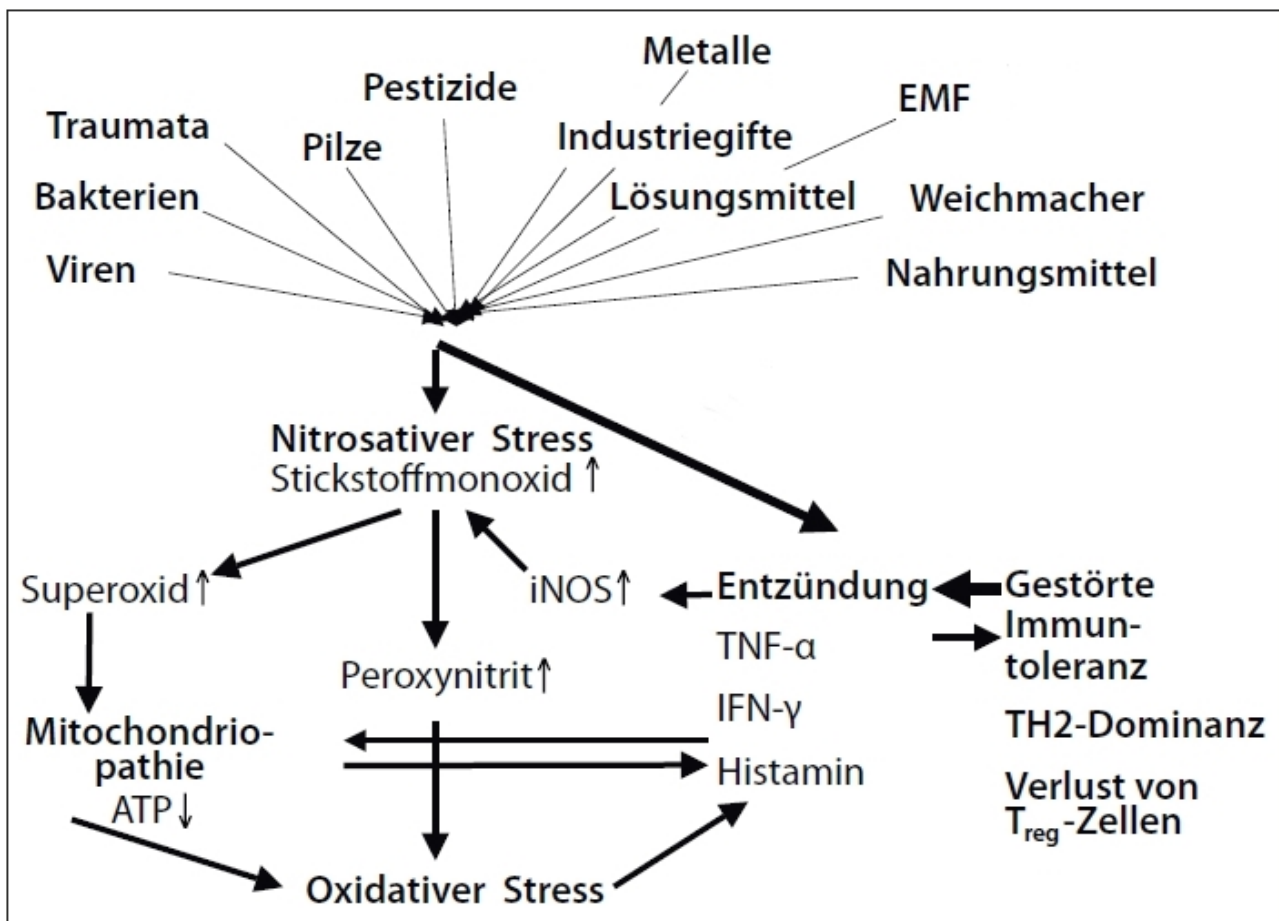 Metalle
Pestizide
EMF
Traumata
Pilze
Industriegifte
Bakterien
Lösungsmittel
Weichmacher
Viren
Nahrungsmittel
Nitrosativer Stress
Stickstoffmonoxid ↑
Superoxid ↑
iNOS ↑
Entzündung
Gestörte
Immun-
toleranz
TNF-α
Peroxynitrit ↑
IFN-γ
TH2-Dominanz
Mitochondrio-
pathie
ATP ↓
Histamin
Verlust von
Treg-Zellen
Oxidativer Stress